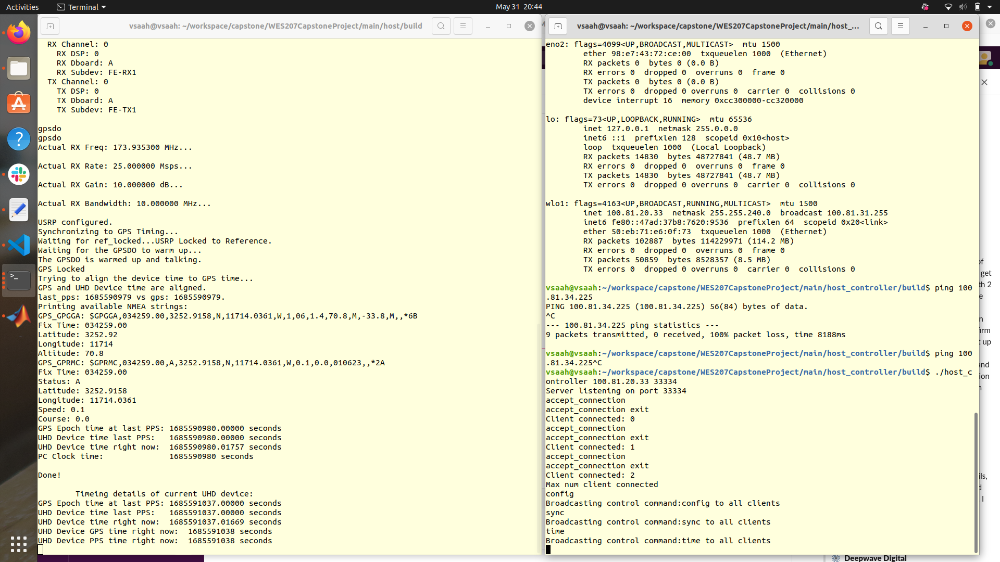 Activities
Terminal
May 31 20:44
vsaah@vsaah: ~/workspace/capstone/WES207CapstoneProject/main/host/build
RX Channel: 0
RX DSP: 0
RX Dboard: A
RX Subdev: FE-RX1
TX Channel: 0
TX DSP: 0
TX Dboard: A
TX Subdev: FE-TX1
gpsdo
gpsdo
Actual RX Freq: 173.935300 MHz...
Actual RX Rate: 25.000000 Msps...
Actual RX Gain: 10.000000 dB...
Actual RX Bandwidth: 10.000000 MHz...
USRP configured.
Synchronizing to GPS Timing...
Waiting for ref_locked...USRP Locked to Reference.
Waiting for the GPSDO to warm up...
The GPSDO is warmed up and talking.
GPS Locked
Trying to align the device time to GPS time...
GPS and UHD Device time are aligned.
last_pps: 1685590979 vs gps: 1685590979.
Printing available NMEA strings:
GPS_GPGGA: $GPGGA,034259.00,3252.9158,N,11714.0361,W,1,06,1.4,70.8,M,-33.8,M,,*6B
Fix Time: 034259.00
Latitude: 3252.92
Longitude: 11714
Altitude: 70.8
GPS_GPRMC: $GPRMC,034259.00,A,3252.9158,N,11714.0361,W,0.1,0.0,010623,,*2A
Fix Time: 034259.00
Status: A
Latitude: 3252.9158
Longitude: 11714.0361
Speed: 0.1
Course: 0.0
GPS Epoch time at last PPS: 1685590980.00000 seconds
UHD Device time last PPS:   1685590980.00000 seconds
UHD Device time right now:  1685590980.01757 seconds
PC Clock time:              1685590980 seconds
Done!
Timeing details of current UHD device:
GPS Epoch time at last PPS: 1685591037.00000 seconds
UHD Device time last PPS:   1685591037.00000 seconds
UHD Device time right now:  1685591037.01669 seconds
UHD Device GPS time right now:  1685591038 seconds
UHD Device PPS time right now:  1685591038 seconds
vsaah@vsaah: ~/workspace/capstone/WES207CapstoneProject/main/host_...
eno2: flags=4099<UP,BROADCAST,MULTICAST>  mtu 1500
ether 98:e7:43:72:ce:00  txqueuelen 1000  (Ethernet)
RX packets 0  bytes 0 (0.0 B)
RX errors 0  dropped 0  overruns 0  frame 0
TX packets 0  bytes 0 (0.0 B)
TX errors 0  dropped 0 overruns 0  carrier 0  collisions 0
device interrupt 16  memory 0xcc300000-cc320000
lo: flags=73<UP,LOOPBACK,RUNNING>  mtu 65536
inet 127.0.0.1  netmask 255.0.0.0
inet6 ::1  prefixlen 128  scopeid 0x10<host>
loop  txqueuelen 1000  (Local Loopback)
RX packets 14830  bytes 48727841 (48.7 MB)
RX errors 0  dropped 0  overruns 0  frame 0
TX packets 14830  bytes 48727841 (48.7 MB)
TX errors 0  dropped 0 overruns 0  carrier 0  collisions 0
wlo1: flags=4163<UP,BROADCAST,RUNNING,MULTICAST>  mtu 1500
inet 100.81.20.33  netmask 255.255.240.0  broadcast 100.81.31.255
inet6 fe80::47ad:37b8:7620:9536  prefixlen 64  scopeid 0x20<link>
ether 50:eb:71:e6:0f:73  txqueuelen 1000  (Ethernet)
RX packets 102887  bytes 114229971 (114.2 MB)
RX errors 0  dropped 0  overruns 0  frame 0
TX packets 50859  bytes 8528357 (8.5 MB)
TX errors 0  dropped 0 overruns 0  carrier 0  collisions 0
vsaah@vsaah:~/workspace/capstone/WES207CapstoneProject/main/host_controller/build$ ping 100
.81.34.225
PING 100.81.34.225 (100.81.34.225) 56(84) bytes of data.
^C
--- 100.81.34.225 ping statistics ---
9 packets transmitted, 0 received, 100% packet loss, time 8188ms
vsaah@vsaah:~/workspace/capstone/WES207CapstoneProject/main/host_controller/build$ ping 100
.81.34.225^C
vsaah@vsaah:~/workspace/capstone/WES207CapstoneProject/main/host_controller/build$ ./host_c
ontroller 100.81.20.33 33334
Server listening on port 33334
accept_connection
accept_connection exit
Client connected: 0
accept_connection
accept_connection exit
Client connected: 1
accept_connection
accept_connection exit
Client connected: 2
Max num client connected
config
Broadcasting control command:config to all clients
sync
Broadcasting control command:sync to all clients
time
Broadcasting control command:time to all clients
get
2
up
Deepwave Digital